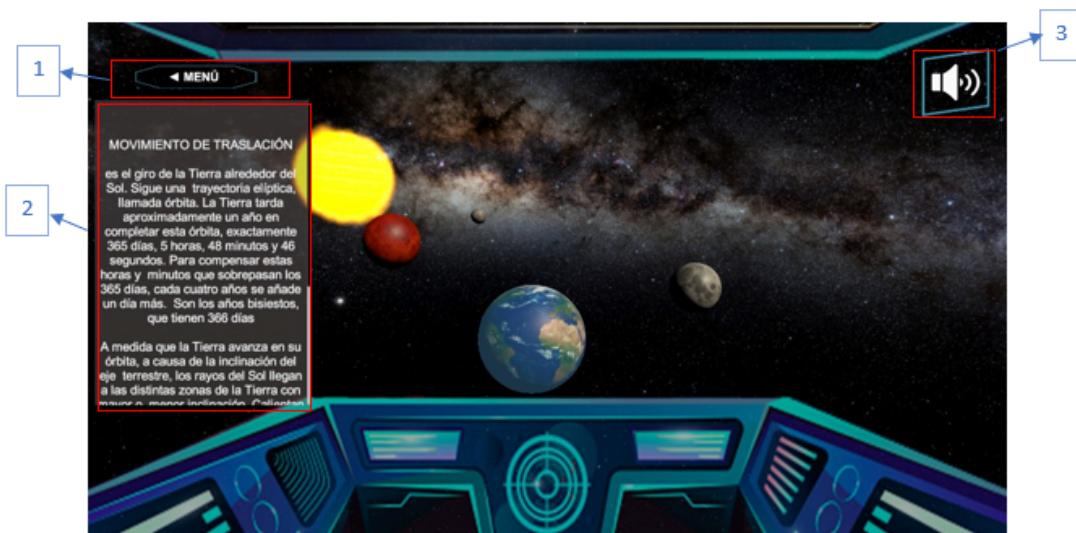 3
1
◄ MENÚ
MOVIMIENTO DE TRASLACIÓN
es el giro de la Tierra alrededor del
Sol. Sigue una trayectoria elíptica,
llamada órbita. La Tierra tarda
aproximadamente un año en
completar esta órbita, exactamente
365 días, 5 horas, 48 minutos y 46
segundos. Para compensar estas
horas y minutos que sobrepasan los
365 días, cada cuatro años se añade
un día más. Son los años bisiestos,
que tienen 366 días
2
A medida que la Tierra avanza en su
órbita, a causa de la inclinación del
eje terrestre, los rayos del Sol llegan
a las distintas zonas de la Tierra con
mayor o menor inclinación. Calientan